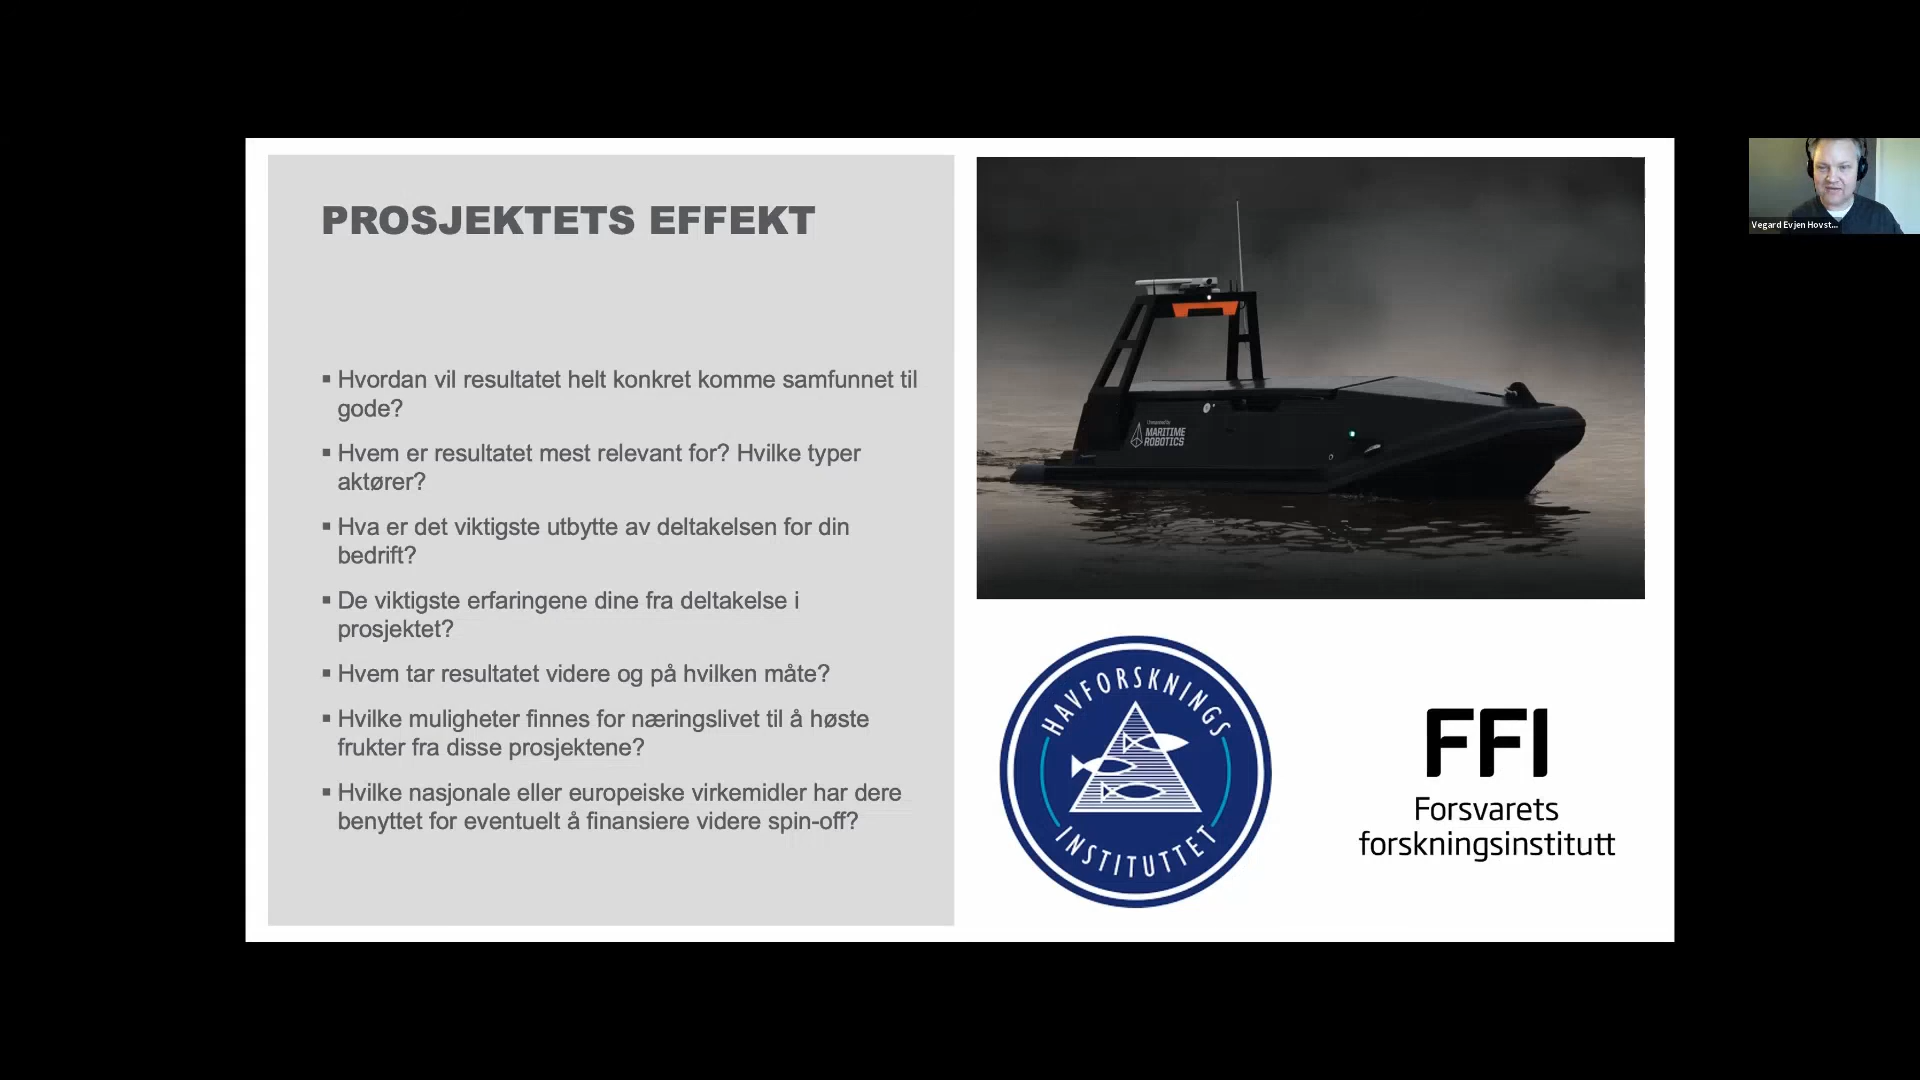 PROSJEKTETS EFFEKT
▪ Hvordan vil resultatet helt konkret komme samfunnet til
gode?
▪ Hvem er resultatet mest relevant for? Hvilke typer
aktører?
▪ Hva er det viktigste utbytte av deltakelsen for din
bedrift?
▪ De viktigste erfaringene dine fra deltakelse i
prosjektet?
▪ Hvem tar resultatet videre og på hvilken måte?
▪ Hvilke muligheter finnes for næringslivet til å høste
frukter fra disse prosjektene?
▪ Hvilke nasjonale eller europeiske virkemidler har dere
benyttet for eventuelt å finansiere videre spin-off?
MARITIME
ROBOTICS
HAVFORSKNINGS
INSTITUTTET
FFI
Forsvarets
forskningsinstitutt
Vegard Evjen Hovst...